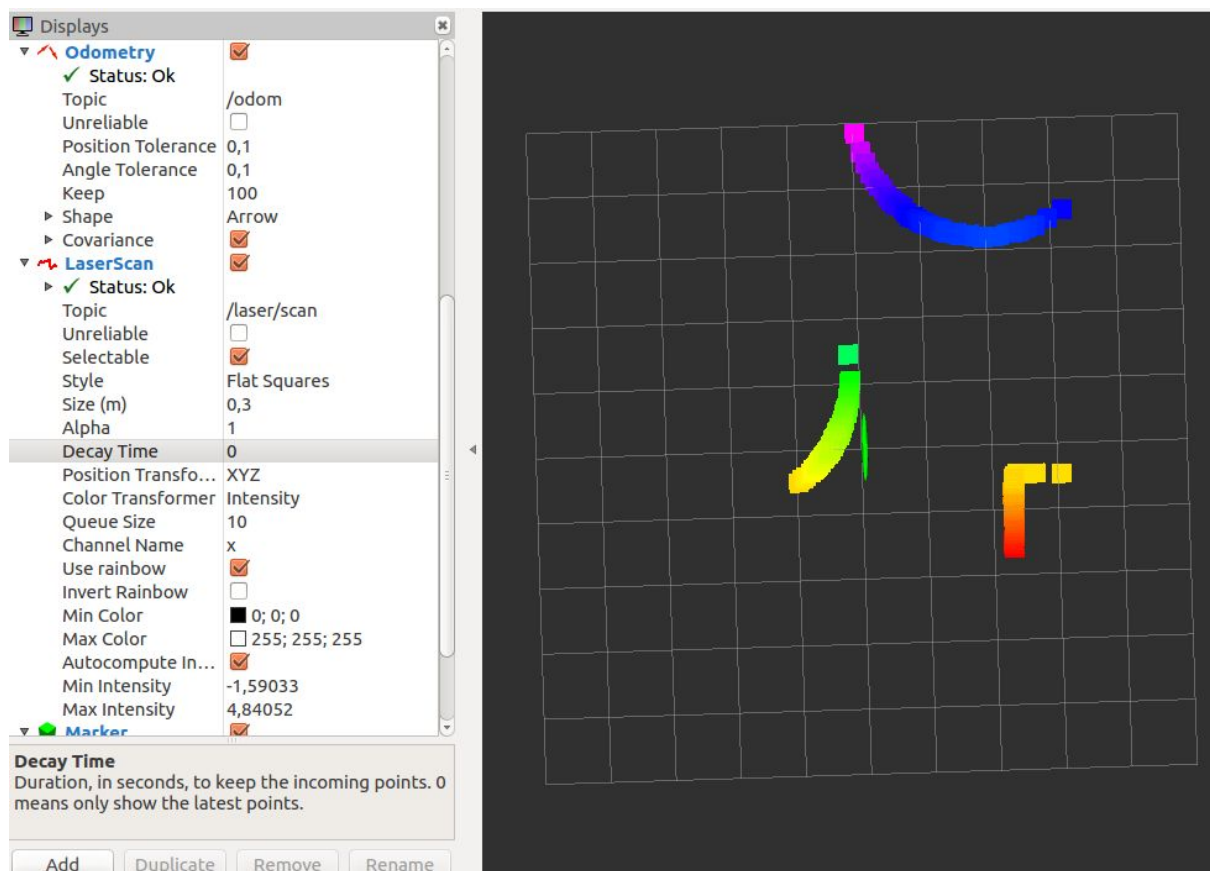 Displays
Odometry
Status: Ok
Topic /odom
Unreliable
Position Tolerance 0,1
Angle Tolerance 0,1
Keep 100
Shape Arrow
Covariance
LaserScan
Status: Ok
Topic /laser/scan
Unreliable
Selectable
Style Flat Squares
Size (m) 0,3
Alpha 1
Decay Time 0
Position Transfo... XYZ
Color Transformer Intensity
Queue Size 10
Channel Name x
Use rainbow
Invert Rainbow
Min Color 0; 0; 0
Max Color 255; 255; 255
Autocompute In...
Min Intensity -1,59033
Max Intensity 4,84052
Marker
Decay Time
Duration, in seconds, to keep the incoming points. 0
means only show the latest points.
Add Duplicate Remove Rename